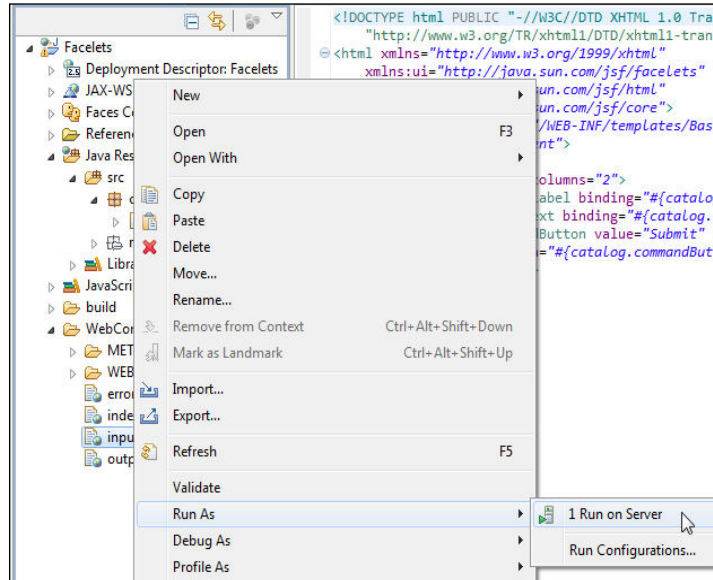 <!DOCTYPE html PUBLIC "-//W3C//DTD XHTML 1.0 Tra
"http://www.w3.org/TR/xhtml1/DTD/xhtml1-tran
<html xmlns="http://www.w3.org/1999/xhtml"
xmlns:ui="http://java.sun.com/jsf/facelets"
sun.com/jsf/html"
sun.com/jsf/core">
/WEB-INF/templates/Bas
nt">
olumns="2">
abel binding="#{catalo
xt binding="#{catalog.
Button value="Submit"
="#{catalog.commandBut
Facelets
Deployment Descriptor: Facelets
JAX-WS
Faces Co
Referen
Java Res
src
Libra
JavaScri
build
WebCor
MET
WEB
error
inde
inpu
outp
New
Open F3
Open With
Copy
Paste
Delete
Move...
Rename...
Remove from Context Ctrl+Alt+Shift+Down
Mark as Landmark Ctrl+Alt+Shift+Up
Import...
Export...
Refresh F5
Validate
Run As
Debug As
Profile As
1 Run on Server
Run Configurations...